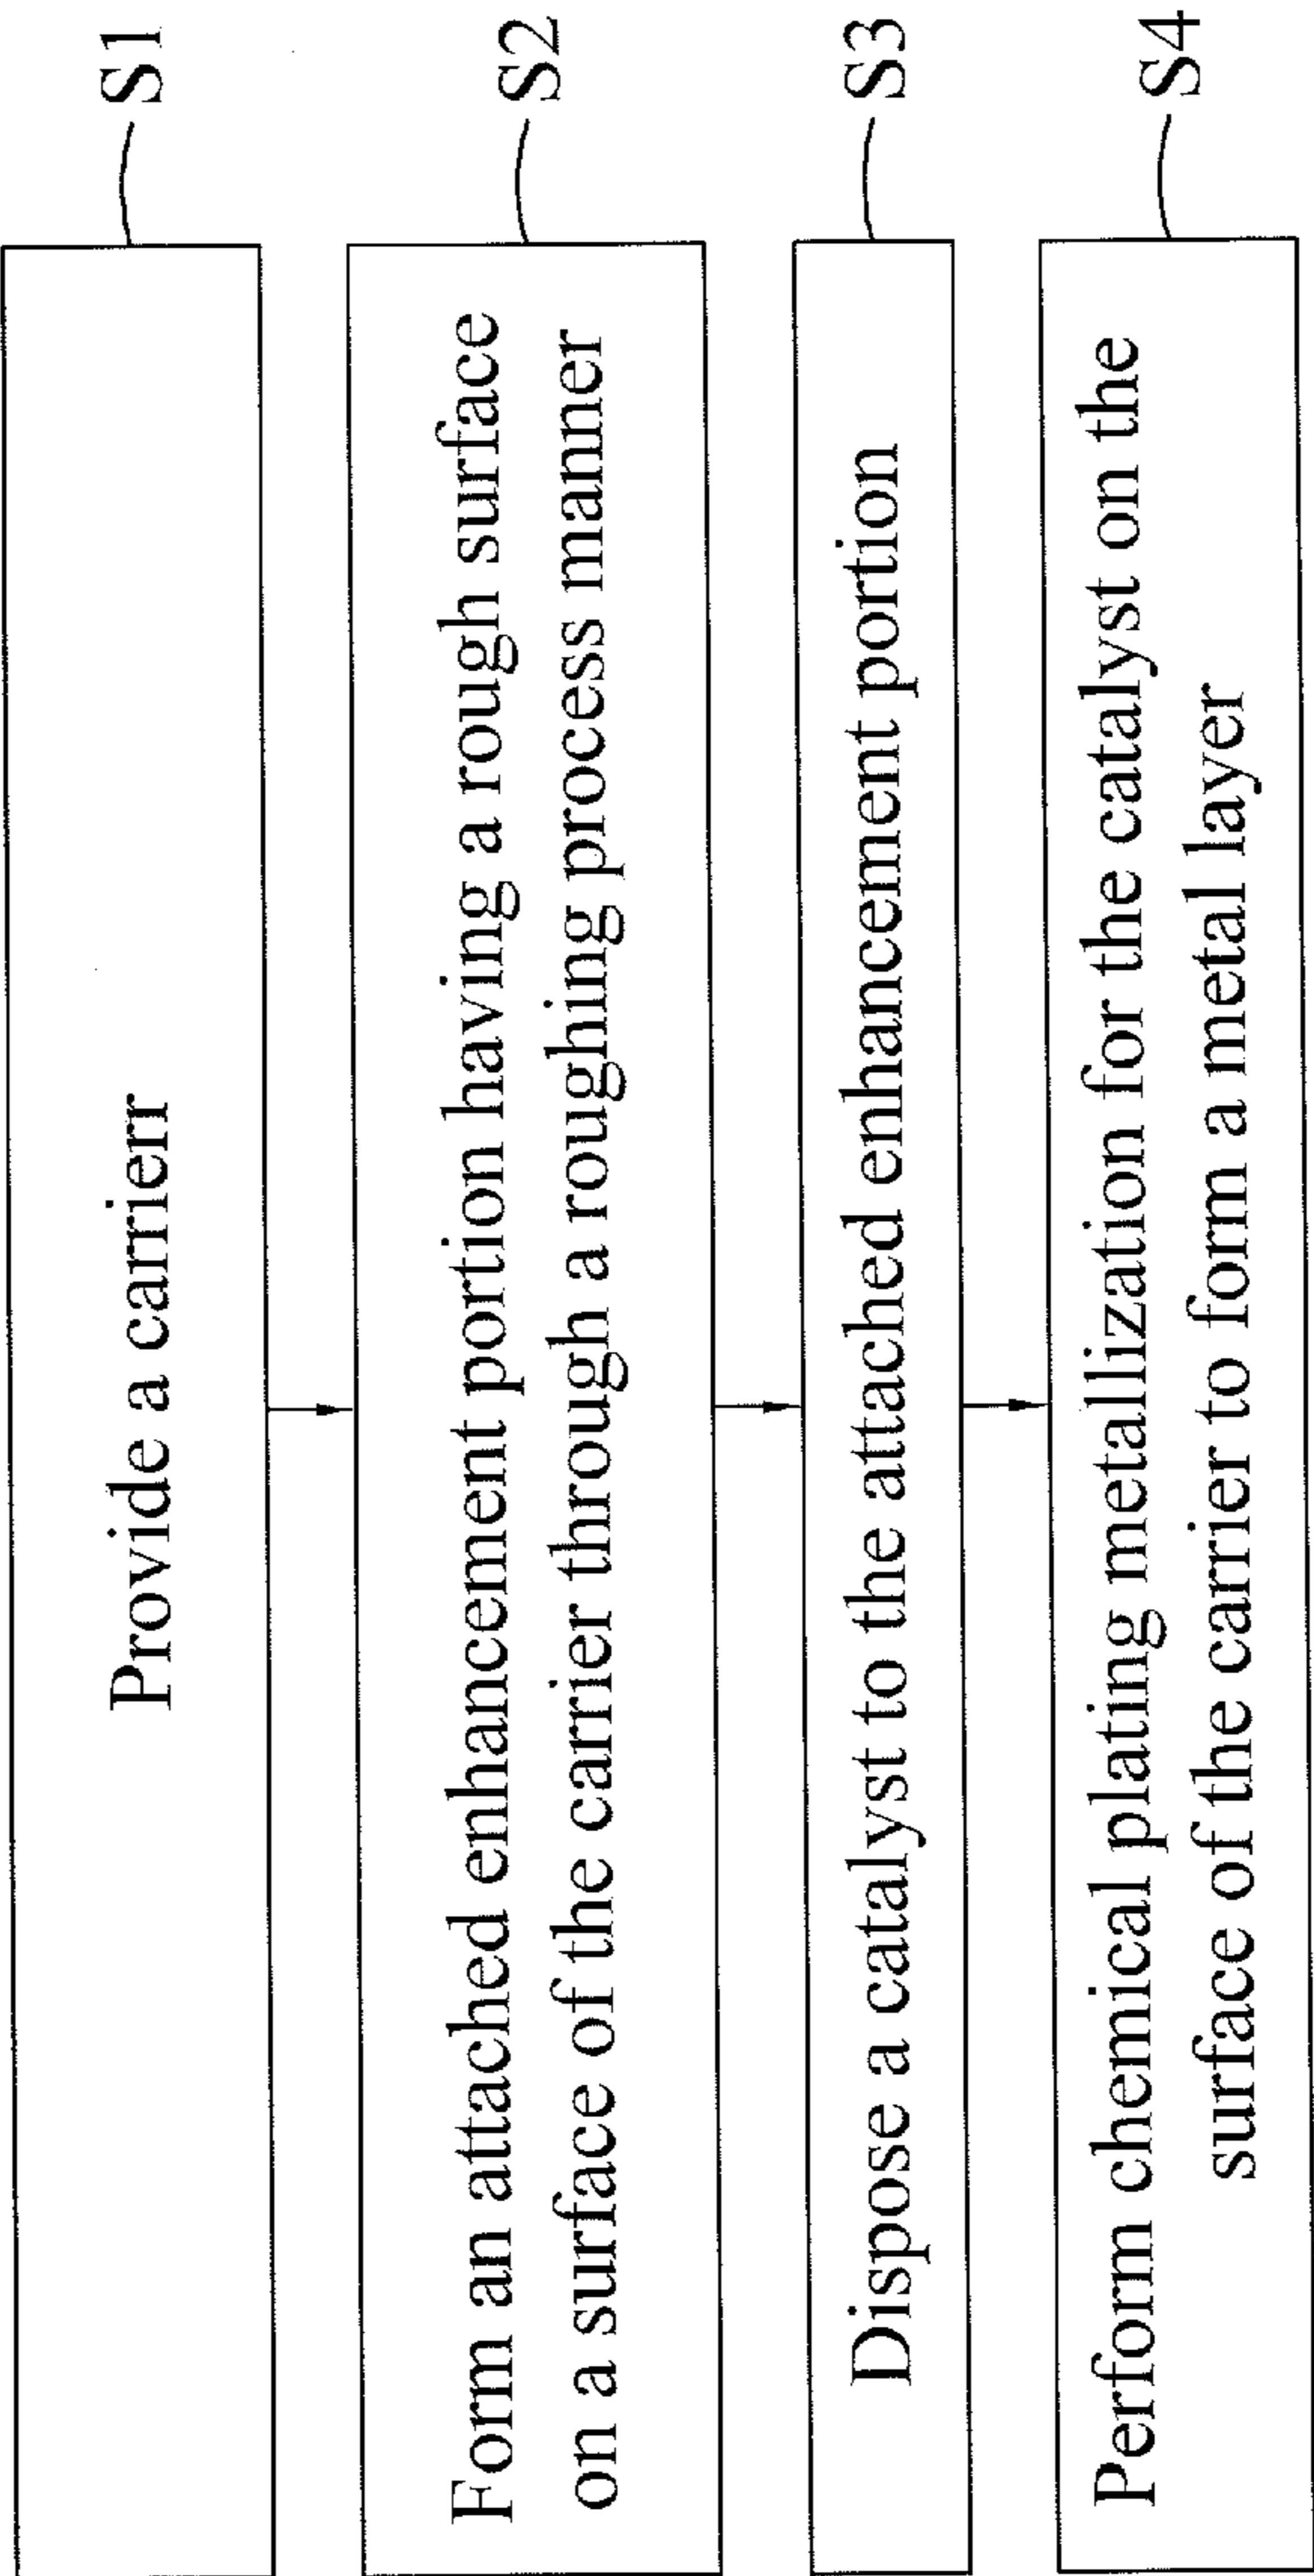 Provide a carrier
S1
Form an attached enhancement portion having a rough surface
on a surface of the carrier through a roughing process manner
S2
Dispose a catalyst to the attached enhancement portion
S3
Perform chemical plating metallization for the catalyst on the
surface of the carrier to form a metal layer
S4